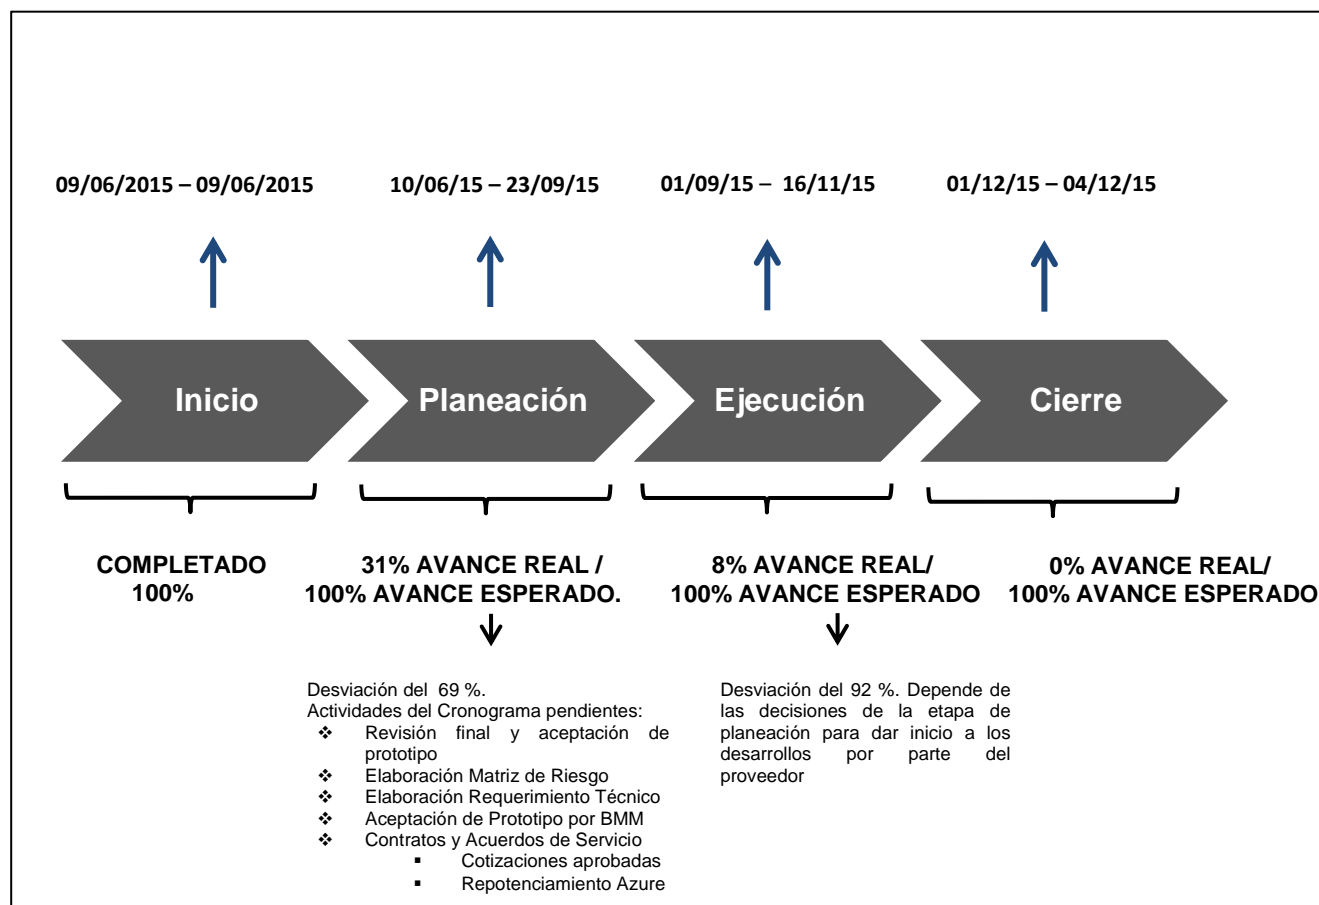 09/06/2015 – 09/06/2015
10/06/15 – 23/09/15
01/09/15 – 16/11/15
01/12/15 – 04/12/15
Inicio
Planeación
Ejecución
Cierre
COMPLETADO
100%
31% AVANCE REAL /
100% AVANCE ESPERADO.
8% AVANCE REAL/
100% AVANCE ESPERADO
0% AVANCE REAL/
100% AVANCE ESPERADO
Desviación del 69 %.
Actividades del Cronograma pendientes:
❖ Revisión final y aceptación de
prototipo
❖ Elaboración Matriz de Riesgo
❖ Elaboración Requerimiento Técnico
❖ Aceptación de Prototipo por BMM
❖ Contratos y Acuerdos de Servicio
▪ Cotizaciones aprobadas
▪ Repotenciamiento Azure
Desviación del 92 %. Depende de
las decisiones de la etapa de
planeación para dar inicio a los
desarrollos por parte del
proveedor